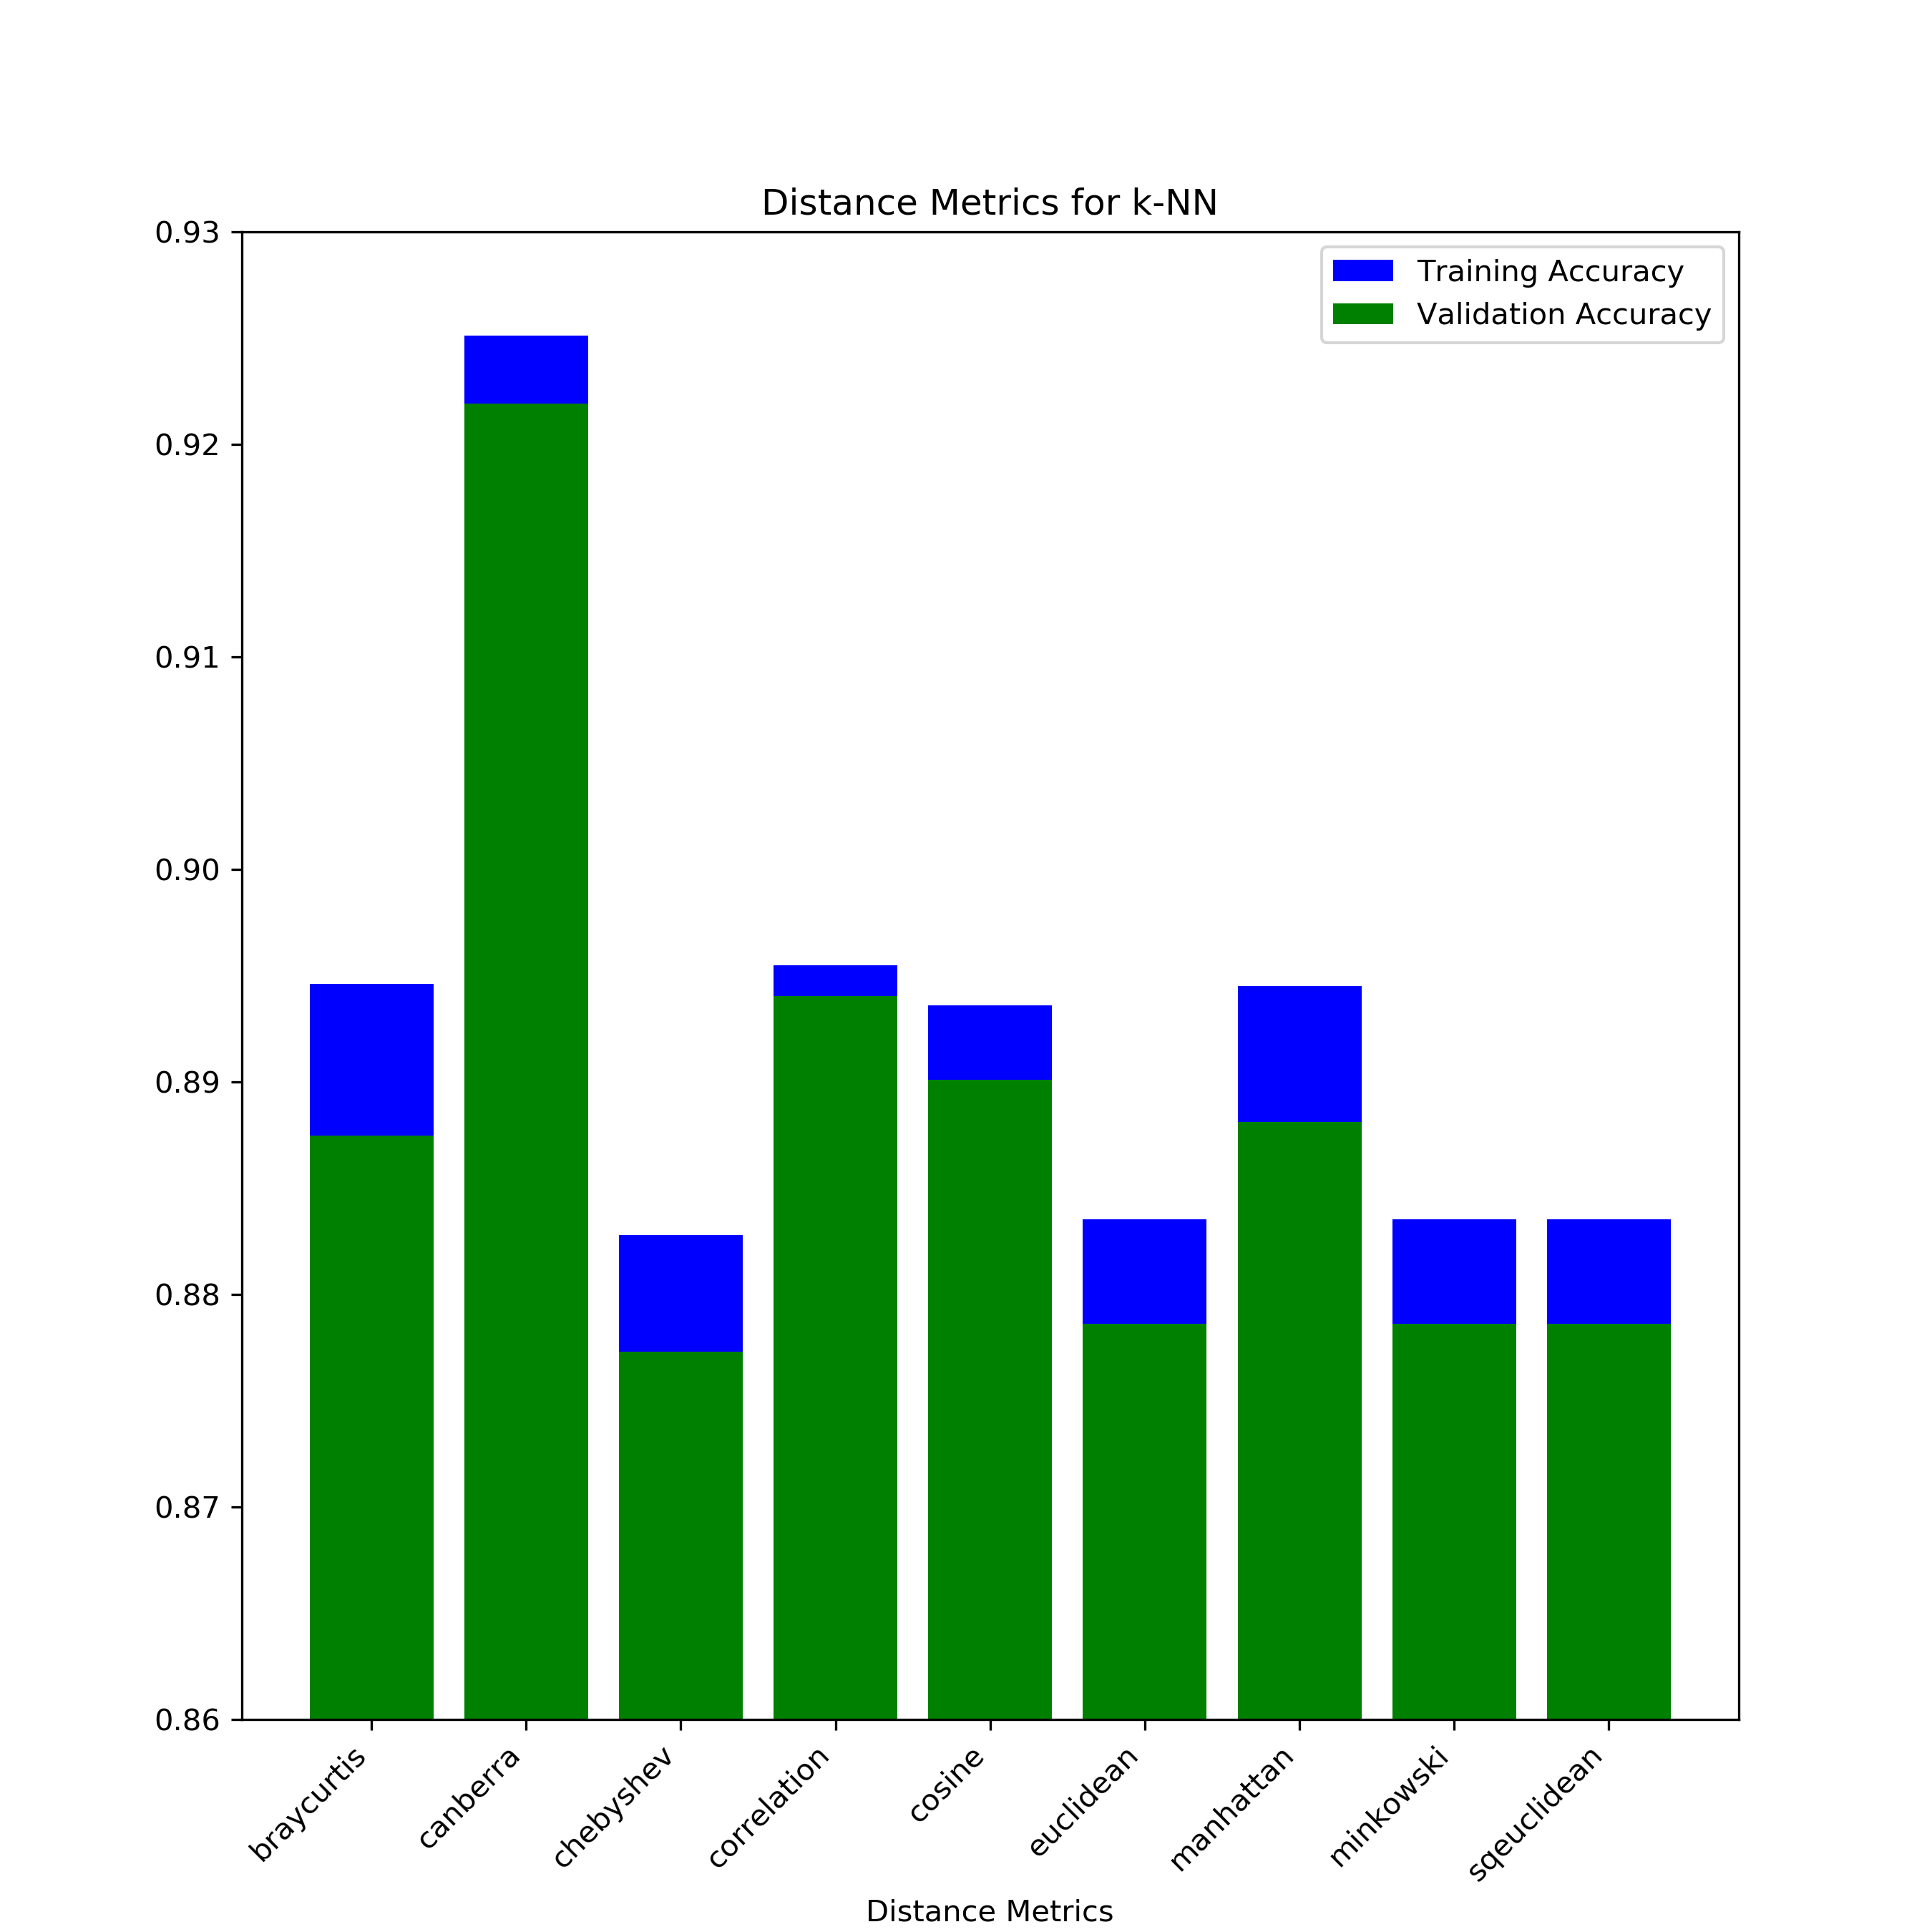 Distance Metrics for k-NN
Training Accuracy
Validation Accuracy
0.93
0.92
0.91
0.90
0.89
0.88
0.87
0.86
braycurtis
canberra
chebyshev
correlation
cosine
euclidean
manhattan
minkowski
sqeuclidean
Distance Metrics